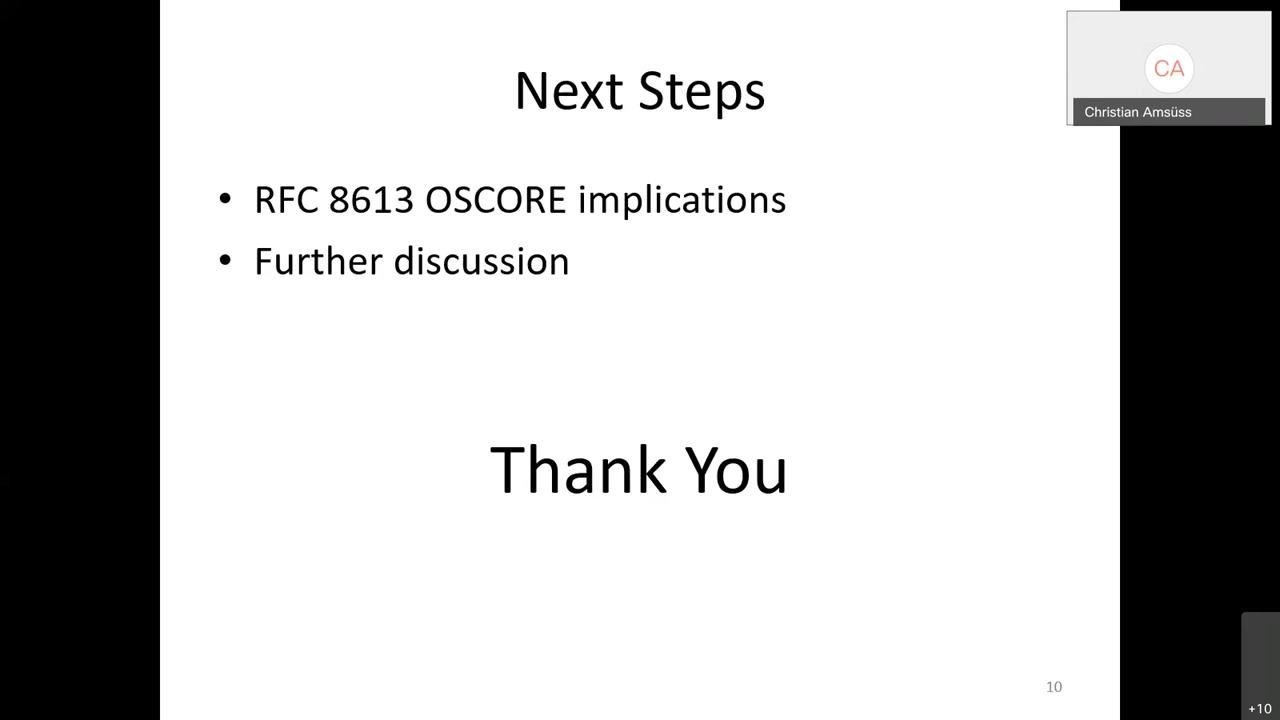 Next Steps
CA
Christian Amsüss
• RFC 8613 OSCORE implications
• Further discussion
Thank You
10
+10